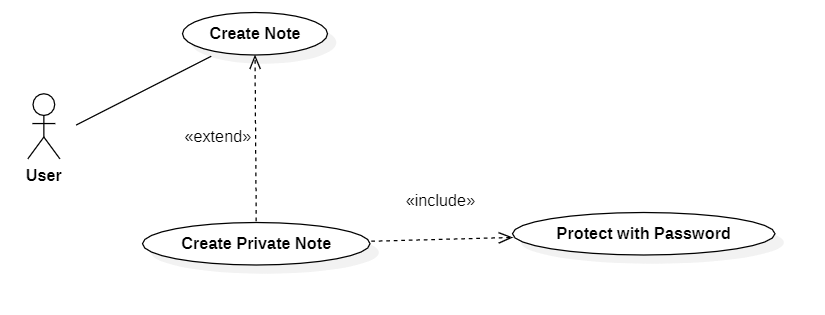 Create Note
«extend»
User
«include»
Create Private Note
Protect with Password